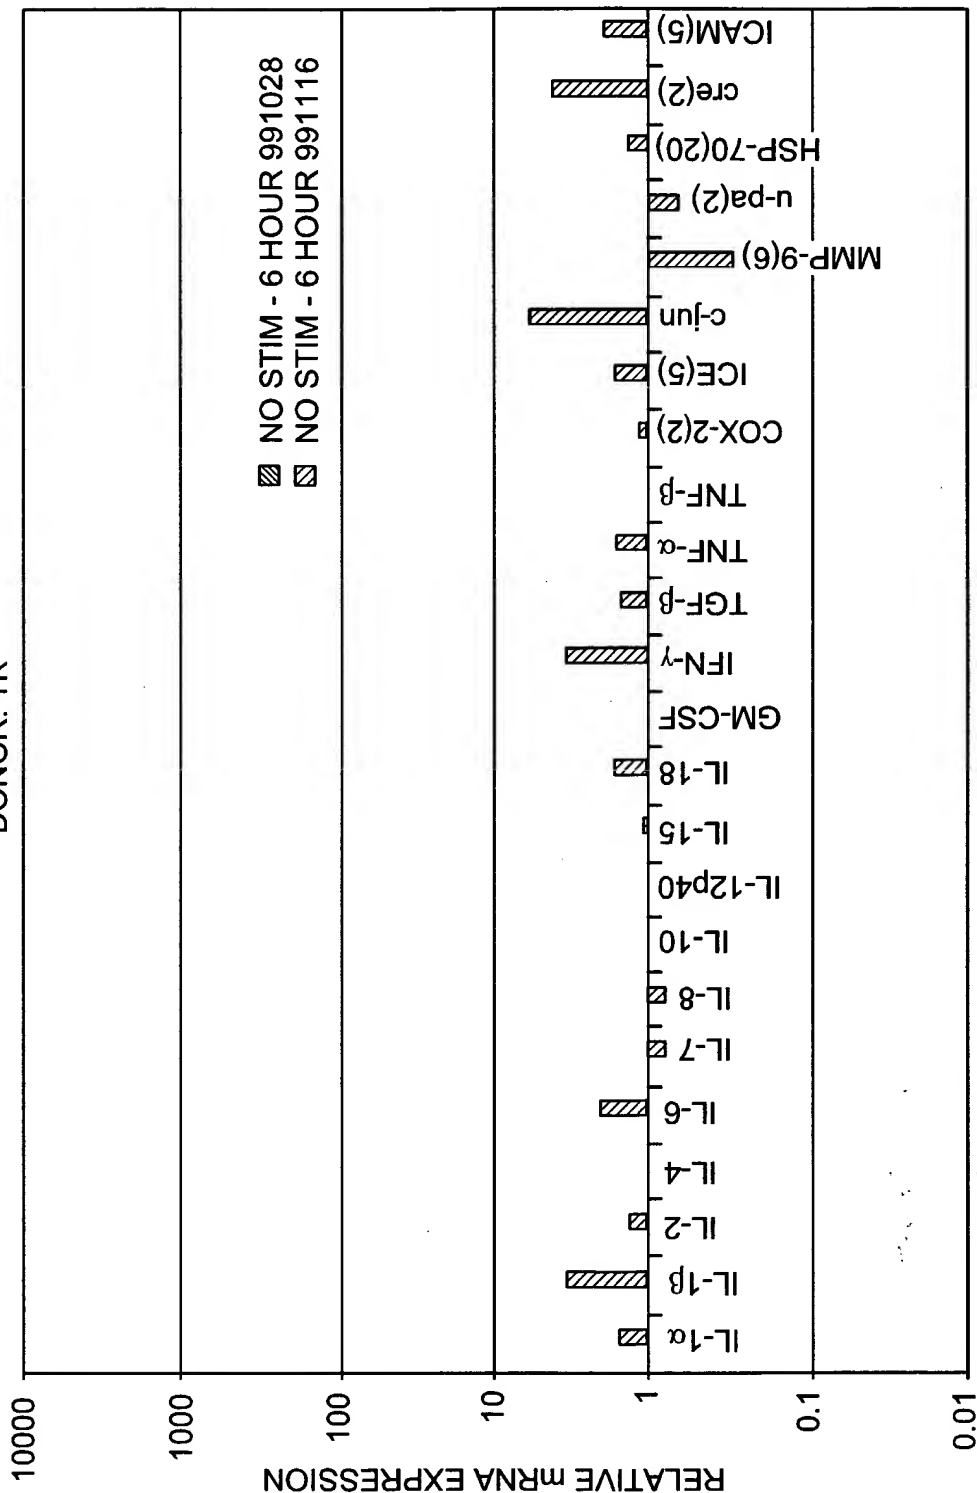 DONOR: 1R
NO STIM - 6 HOUR 991028
NO STIM - 6 HOUR 991116
RELATIVE mRNA EXPRESSION
10000
1000
100
10
1
0.1
0.01
IL-1α
IL-1β
IL-2
IL-4
IL-6
IL-7
IL-8
IL-10
IL-12p40
IL-15
IL-18
GM-CSF
IFN-γ
TGF-β
TNF-α
TNF-β
COX-2(2)
ICE(5)
c-jun
MMP-9(6)
u-pa(2)
HSP-70(20)
cre(2)
ICAM(5)